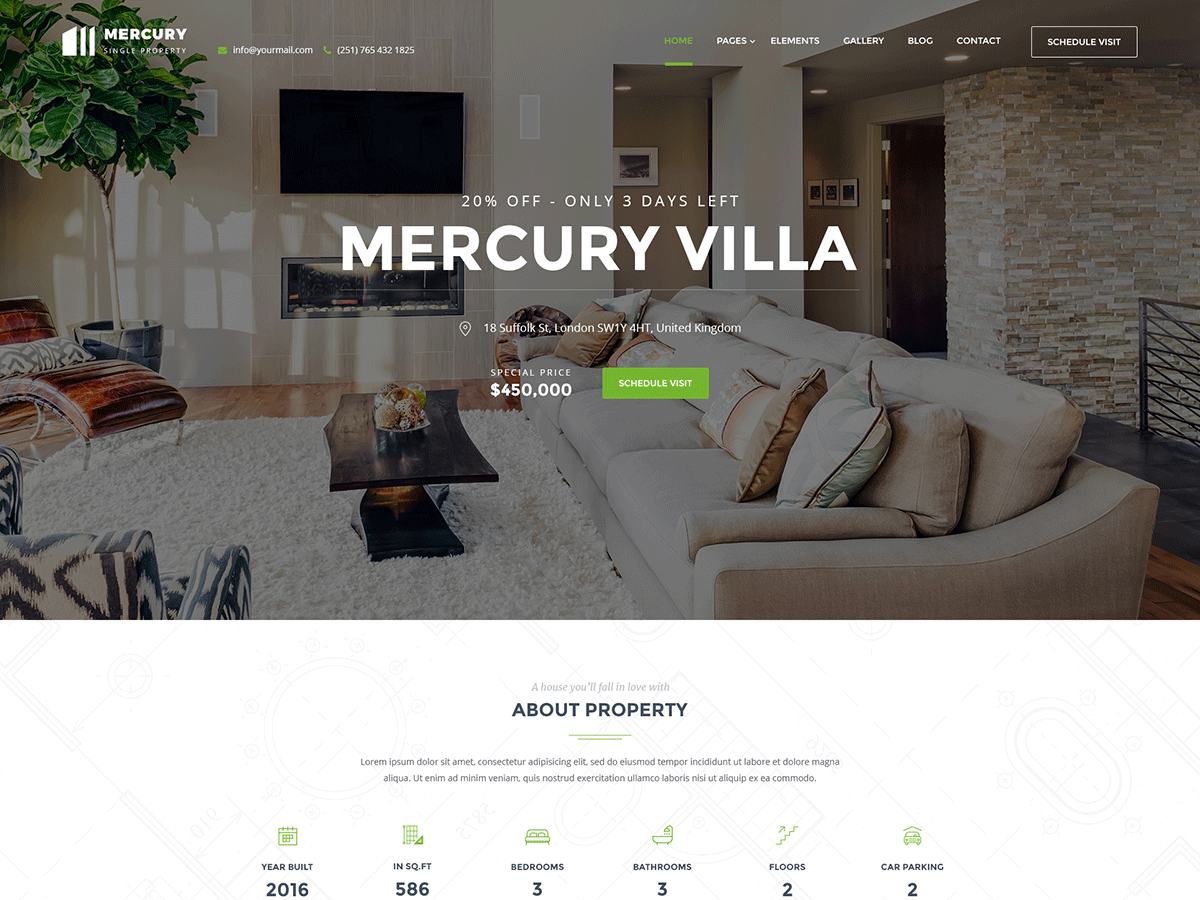 MERCURY
SINGLE PROPERTY
info@yourmail.com
(251) 765 432 1825
HOME
PAGES
ELEMENTS
GALLERY
BLOG
CONTACT
SCHEDULE VISIT
20% OFF - ONLY 3 DAYS LEFT
MERCURY VILLA
18 Suffolk St, London SW1Y 4HT, United Kingdom
SPECIAL PRICE
$450,000
SCHEDULE VISIT
A house you'll fall in love with
ABOUT PROPERTY
Lorem ipsum dolor sit amet, consectetur adipisicing elit, sed do eiusmod tempor incididunt ut labore et dolore magna
aliqua. Ut enim ad minim veniam, quis nostrud exercitation ullamco laboris nisi ut aliquip ex ea commodo.
YEAR BUILT
2016
IN SQ.FT
586
BEDROOMS
3
BATHROOMS
3
FLOORS
2
CAR PARKING
2